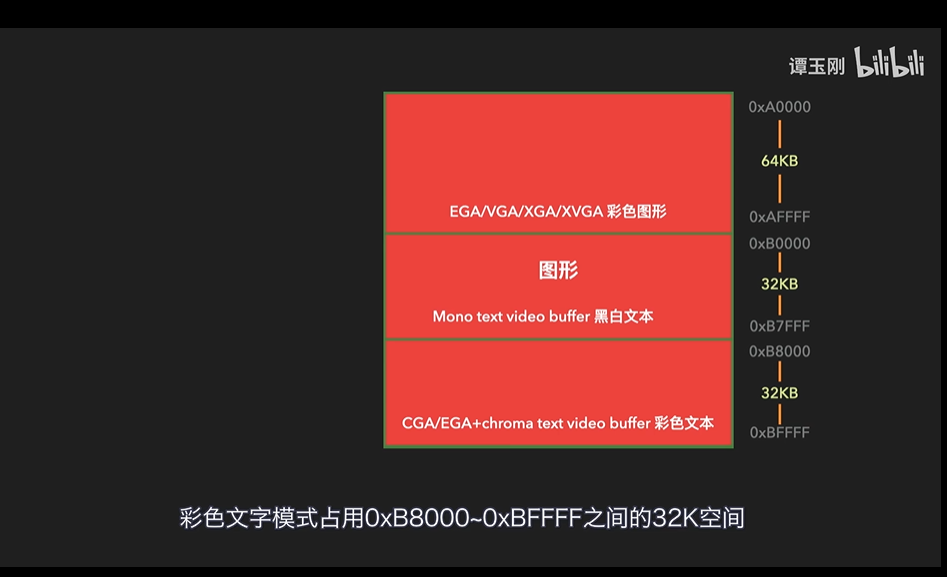 谭玉刚 bilibili
0xA0000
64KB
EGA/VGA/XGA/XVGA 彩色图形
0xAFFFF
0xB0000
图形
32KB
Mono text video buffer 黑白文本
0xB7FFF
0xB8000
32KB
CGA/EGA+chroma text video buffer 彩色文本
0xBFFFF
彩色文字模式占用0xB8000~0xBFFFF之间的32K空间